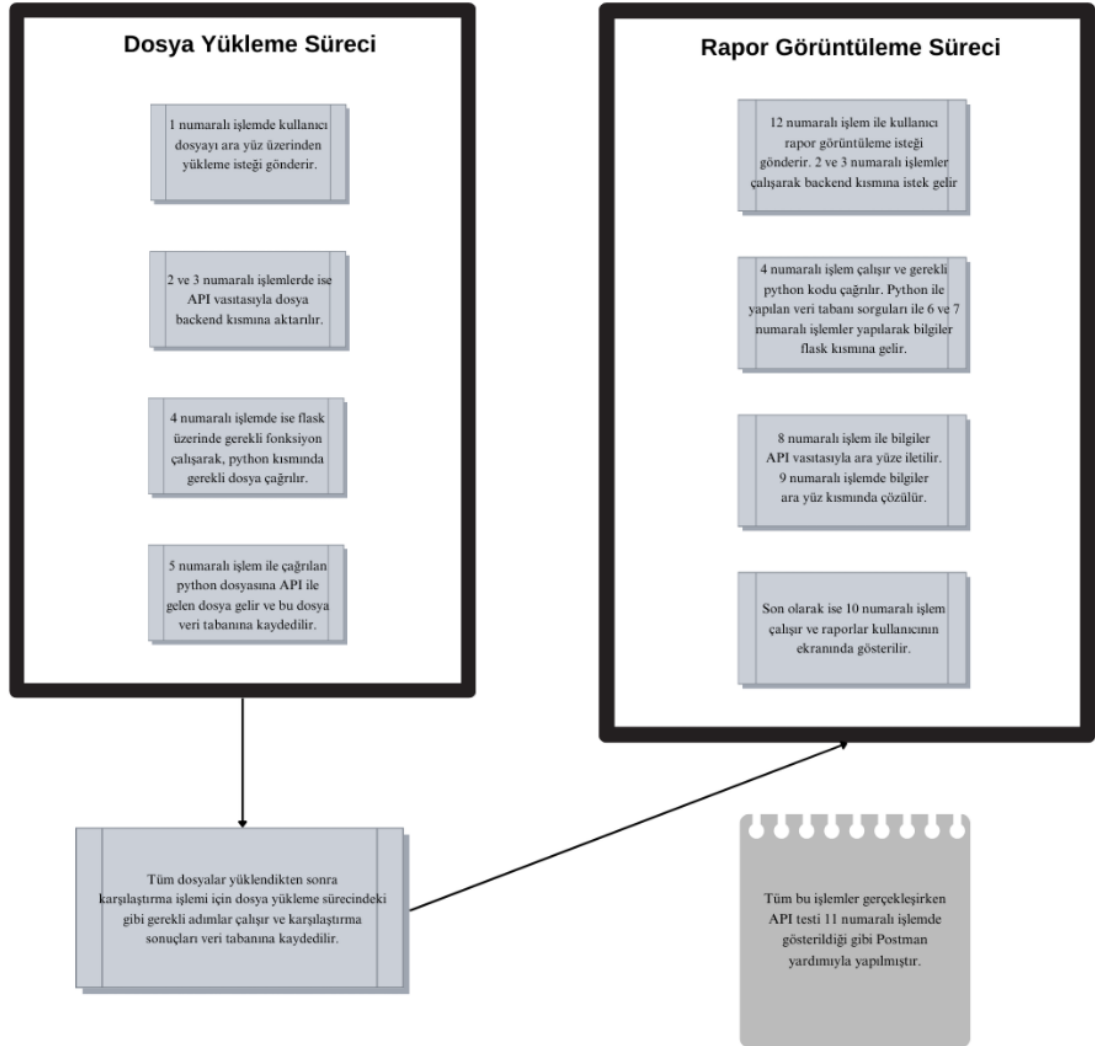 Dosya Yükleme Süreci
1 numaralı işlemde kullanıcı
dosyayı ara yüz üzerinden
yükleme isteği gönderir.
2 ve 3 numaralı işlemlerde ise
API vasıtasıyla dosya
backend kısmına aktarılır.
4 numaralı işlemde ise flask
üzerinde gerekli fonksiyon
çalışarak, python kısmında
gerekli dosya çağrılır.
5 numaralı işlem ile çağrılan
python dosyasına API ile
gelen dosya gelir ve bu dosya
veri tabanına kaydedilir.
Tüm dosyalar yüklendikten sonra
karşılaştırma işlemi için dosya yükleme sürecindeki
gibi gerekli adımlar çalışır ve karşılaştırma
sonuçları veri tabanına kaydedilir.
Rapor Görüntüleme Süreci
12 numaralı işlem ile kullanıcı
rapor görüntüleme isteği
gönderir. 2 ve 3 numaralı işlemler
çalışarak backend kısmına istek gelir
4 numaralı işlem çalışır ve gerekli
python kodu çağrılır. Python ile
yapılan veri tabanı sorguları ile 6 ve 7
numaralı işlemler yapılarak bilgiler
flask kısmına gelir.
8 numaralı işlem ile bilgiler
API vasıtasıyla ara yüze iletilir.
9 numaralı işlemde bilgiler
ara yüz kısmında çözülür.
Son olarak ise 10 numaralı işlem
çalışır ve raporlar kullanıcının
ekranında gösterilir.
Tüm bu işlemler gerçekleşirken
API testi 11 numaralı işlemde
gösterildiği gibi Postman
yardımıyla yapılmıştır.